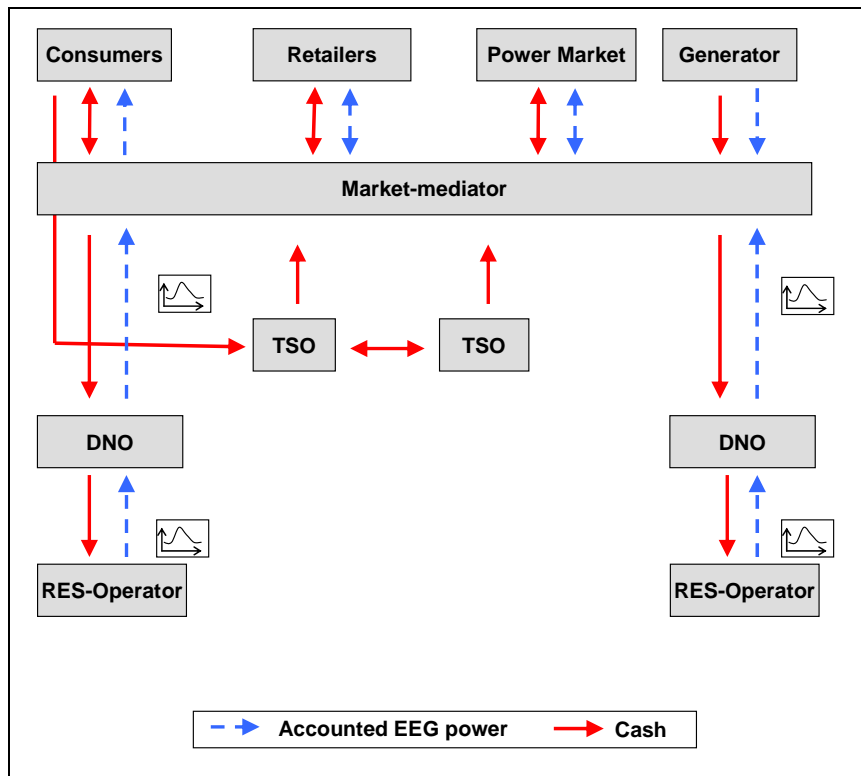 Consumers
Retailers
Power Market
Generator
Market-mediator
TSO
TSO
DNO
DNO
RES-Operator
RES-Operator
Accounted EEG power
Cash